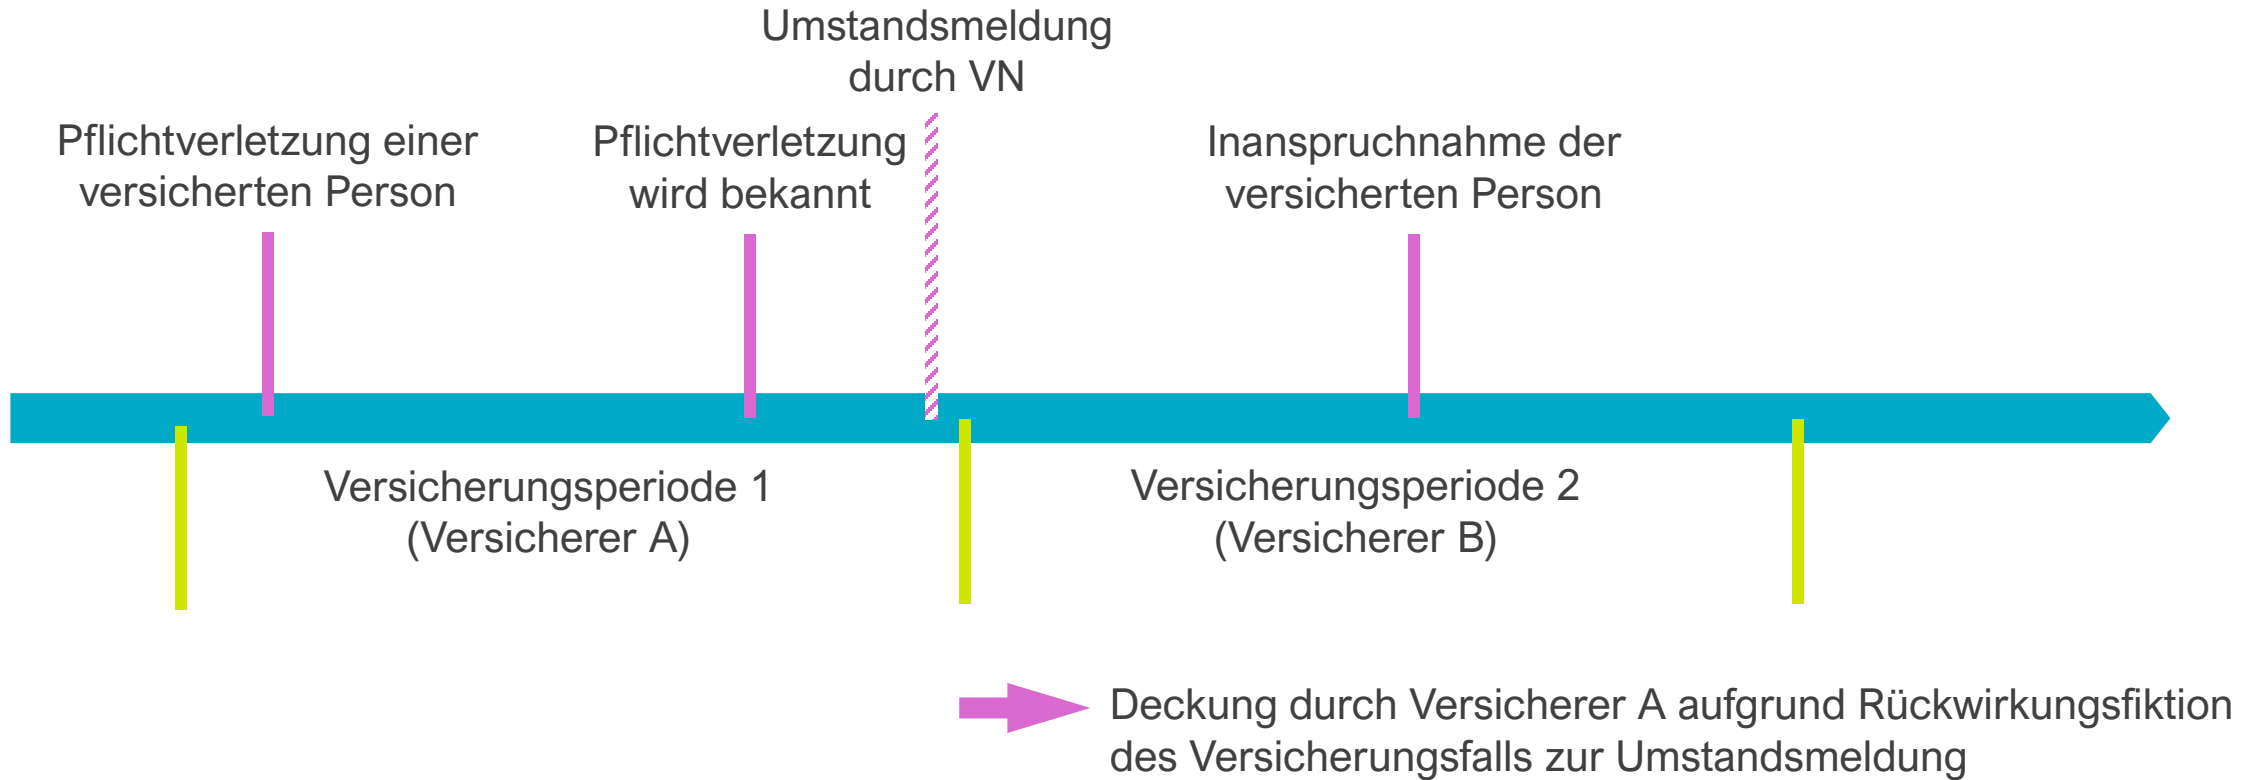 Umstandsmeldung
durch VN
Pflichtverletzung einer
versicherten Person
Pflichtverletzung
wird bekannt
Inanspruchnahme der
versicherten Person
Versicherungsperiode 1
(Versicherer A)
Versicherungsperiode 2
(Versicherer B)
Deckung durch Versicherer A aufgrund Rückwirkungsfiktion
des Versicherungsfalls zur Umstandsmeldung